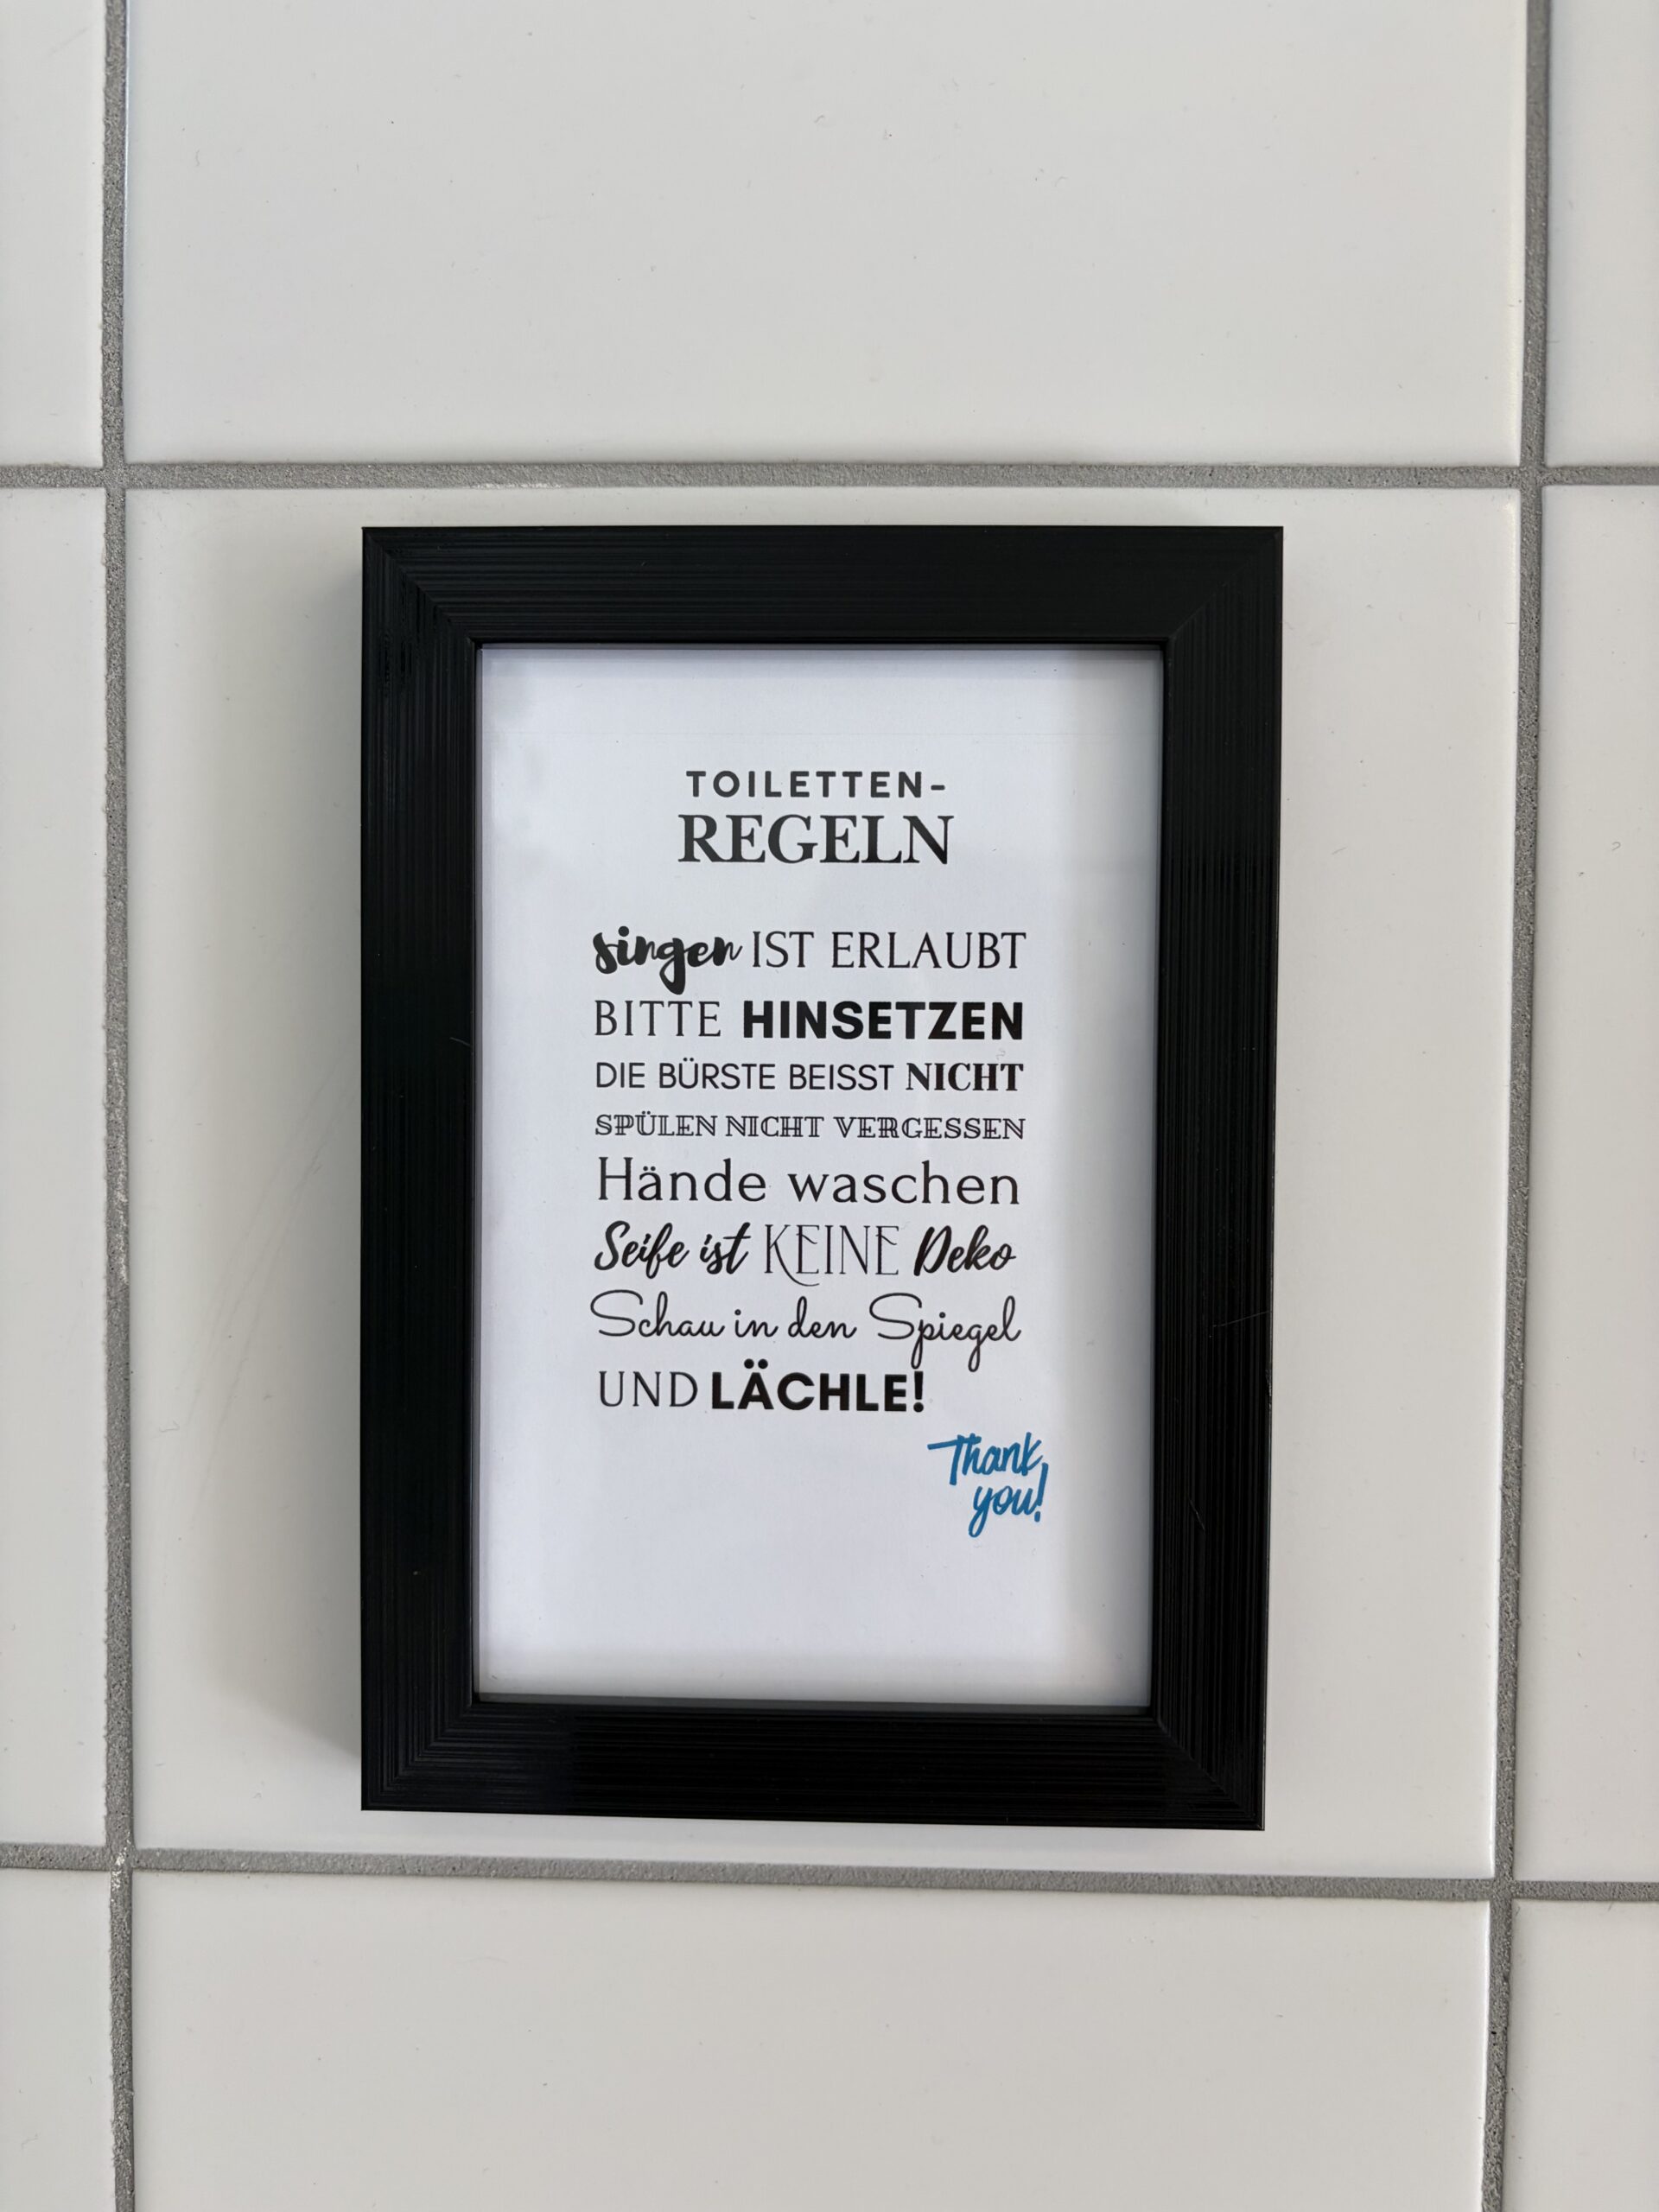 TOILETTEN-
REGELN
singen IST ERLAUBT
BITTE HINSETZEN
DIE BÜRSTE BEISST NICHT
SPÜLEN NICHT VERGESSEN
Hände waschen
Seife ist KEINE Deko
Schau in den Spiegel
UND LÄCHLE!
Thank
you!